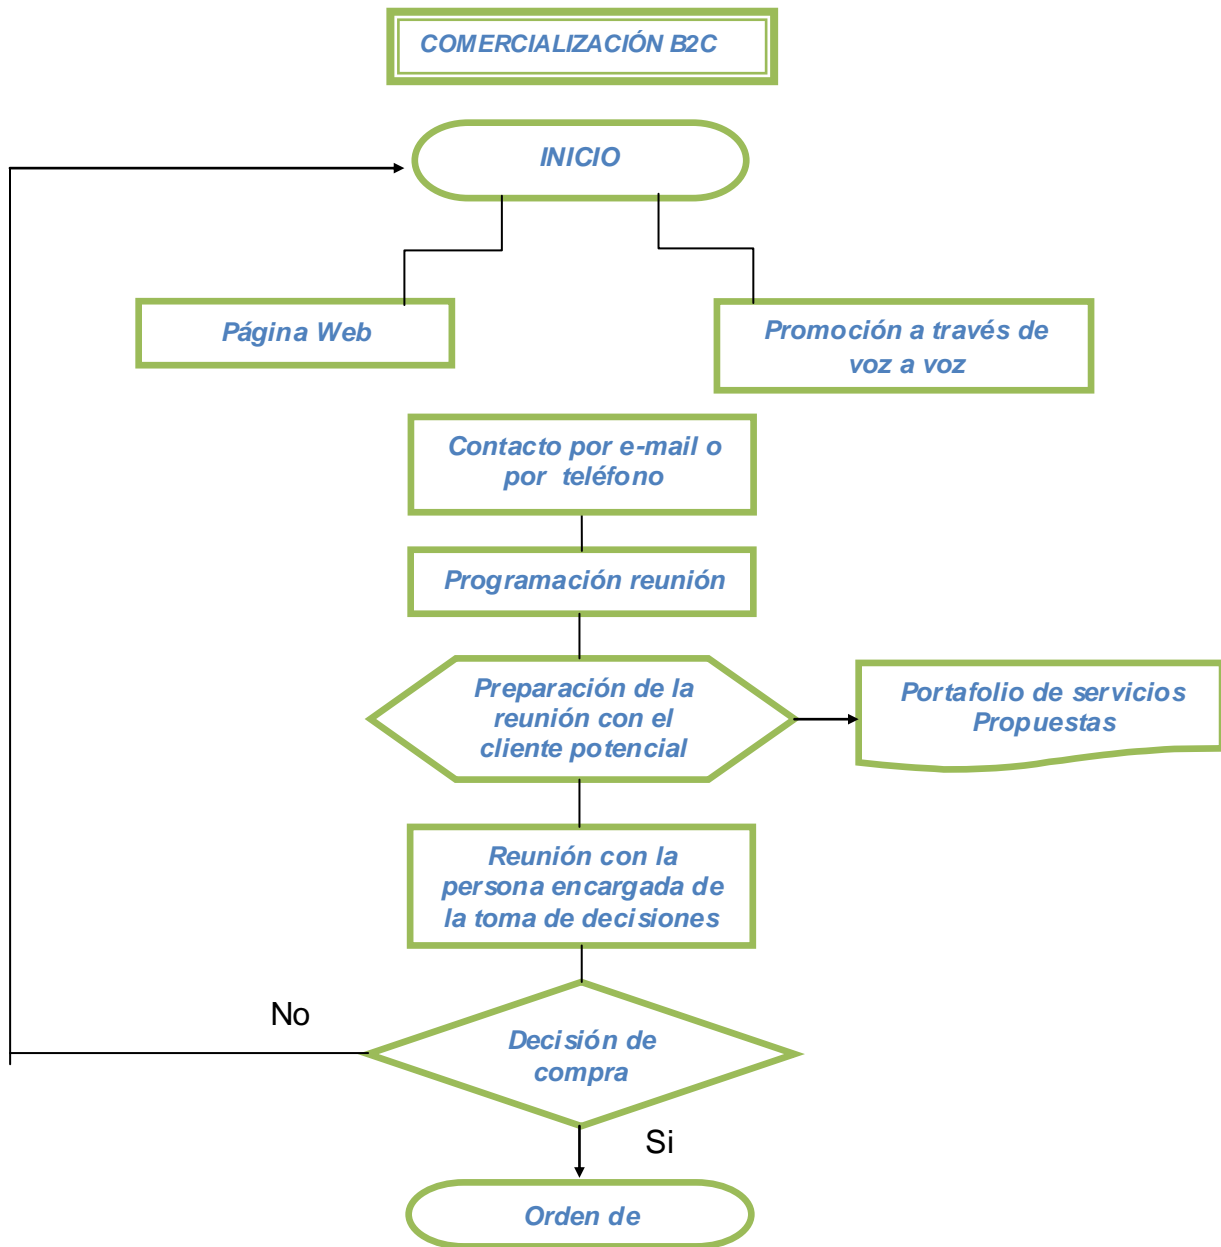 COMERCIALIZACIÓN B2C
INICIO
Página Web
Promoción a través de
voz a voz
Contacto por e-mail o
por teléfono
Programación reunión
Preparación de la
reunión con el
cliente potencial
Portafolio de servicios
Propuestas
Reunión con la
persona encargada de
la toma de decisiones
No
Decisión de
compra
Si
Orden de